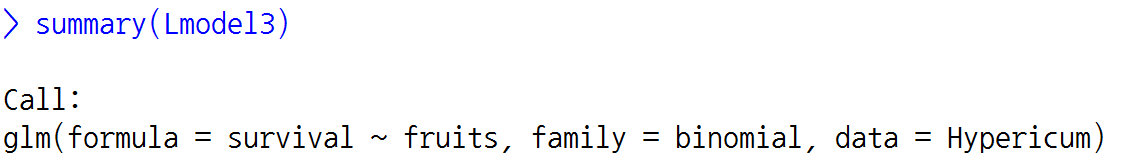 > summary(Lmodel3)
Call:
glm(formula = survival ~ fruits, family = binomial, data = Hypericum)